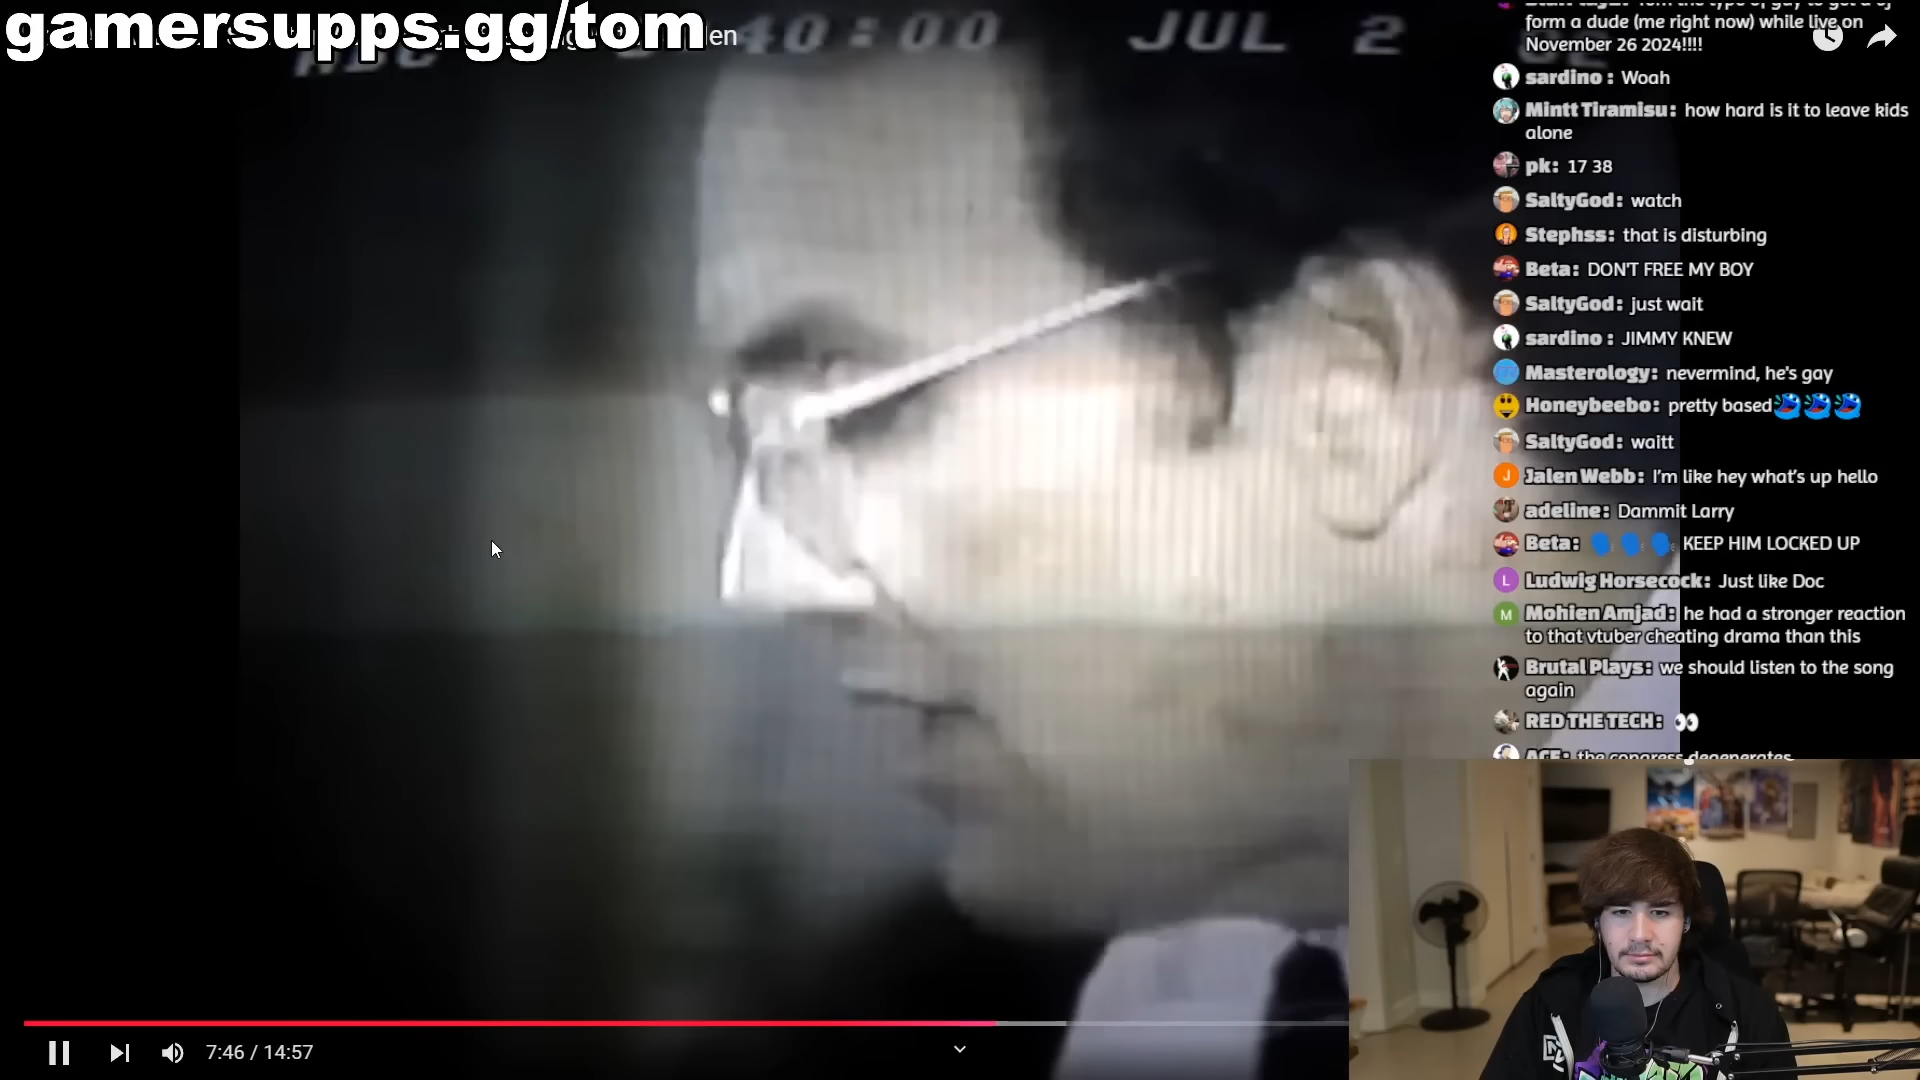 gamersupps.gg/tom
en
40:00 JUL 2
form a dude (me right now) while live on
November 26 2024!!!!
sardino : Woah
Mintt Tiramisu: how hard is it to leave kids
alone
pk: 17 38
SaltyGod: watch
Stephss: that is disturbing
Beta: DON'T FREE MY BOY
SaltyGod: just wait
sardino : JIMMY KNEW
Masterology: nevermind, he's gay
Honeybeebo: pretty based
SaltyGod: waitt
J
Jalen Webb: I'm like hey what's up hello
adeline: Dammit Larry
Beta: KEEP HIM LOCKED UP
L
Ludwig Horsecock: Just like Doc
M
Mohien Amjad: he had a stronger reaction
to that vtuber cheating drama than this
Brutal Plays: we should listen to the song
again
RED THE TECH: 👀
ACE: the congress degenerates
7:46 / 14:57